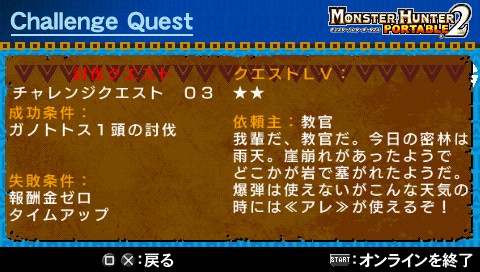 Challenge Quest
MONSTER HUNTER
PORTABLE 2
討伐クエスト
チャレンジクエスト ０３
成功条件：
ガノトトス１頭の討伐
失敗条件：
報酬金ゼロ
タイムアップ
クエストＬＶ：
★★
依頼主：教官
我輩だ、教官だ。今日の密林は
雨天。崖崩れがあったようで
どこかが岩で塞がれたようだ。
爆弾は使えないがこんな天気の
時には≪アレ≫が使えるぞ！
:戻る
START:オンラインを終了